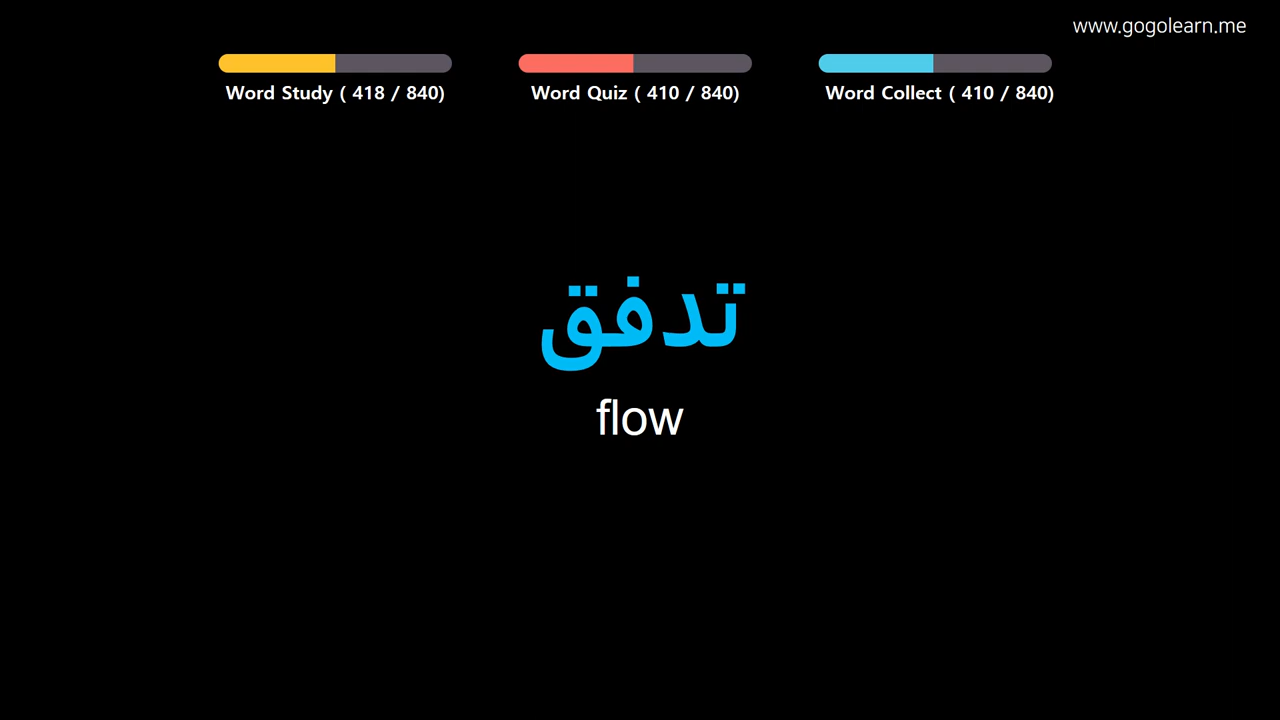 www.gogolearn.me
Word Study ( 418 / 840)
Word Quiz ( 410 / 840)
Word Collect ( 410 / 840)
تدفق
flow